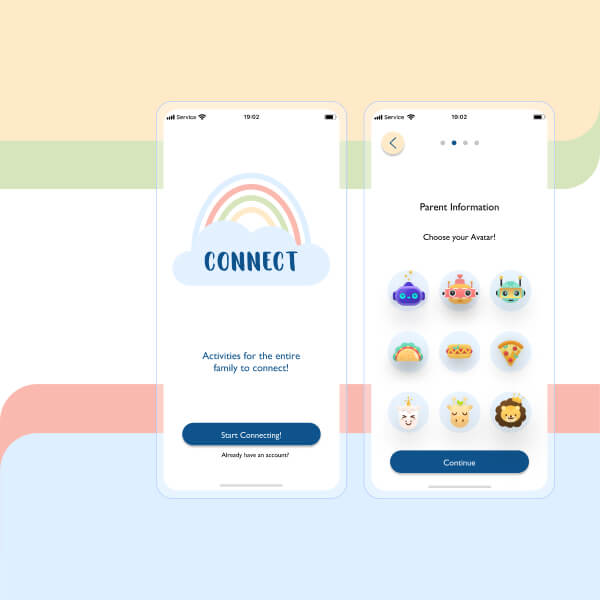 Service
19:02
CONNECT
Activities for the entire
family to connect!
Start Connecting!
Already have an account?
Service
19:02
Parent Information
Choose your Avatar!
Continue